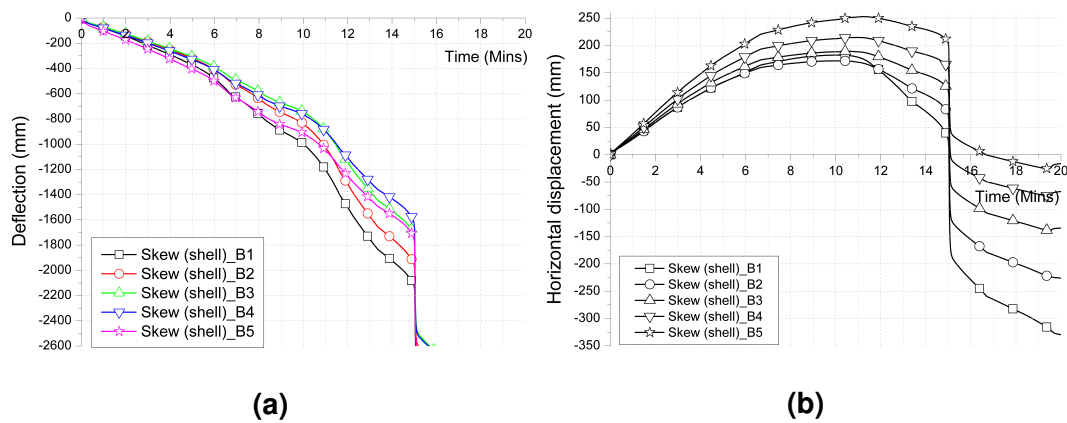 0
-200
-400
-600
-800
-1000
-1200
-1400
-1600
-1800
-2000
-2200
-2400
-2600
0 2 4 6 8 10 12 14 16 18 20
Time (Mins)
Deflection (mm)
Skew (shell)_B1
Skew (shell)_B2
Skew (shell)_B3
Skew (shell)_B4
Skew (shell)_B5
(a)
250
200
150
100
50
0
-50
-100
-150
-200
-250
-300
-350
0 2 4 6 8 10 12 14 16 18 20
Time (Mins)
Horizontal displacement (mm)
Skew (shell)_B1
Skew (shell)_B2
Skew (shell)_B3
Skew (shell)_B4
Skew (shell)_B5
(b)